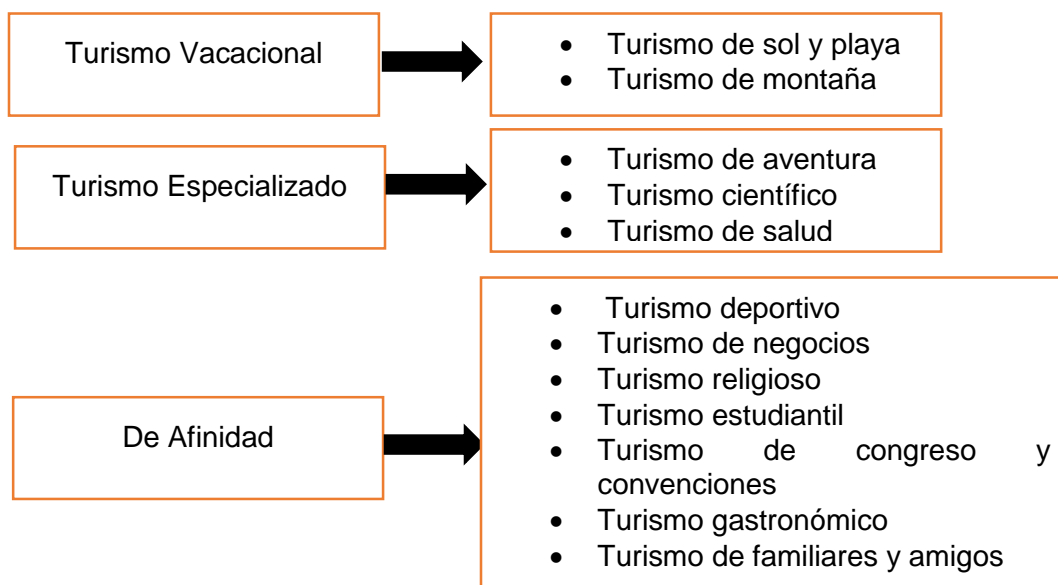 Turismo Vacacional
• Turismo de sol y playa
• Turismo de montaña
Turismo Especializado
• Turismo de aventura
• Turismo científico
• Turismo de salud
De Afinidad
• Turismo deportivo
• Turismo de negocios
• Turismo religioso
• Turismo estudiantil
• Turismo de congreso y
convenciones
• Turismo gastronómico
• Turismo de familiares y amigos